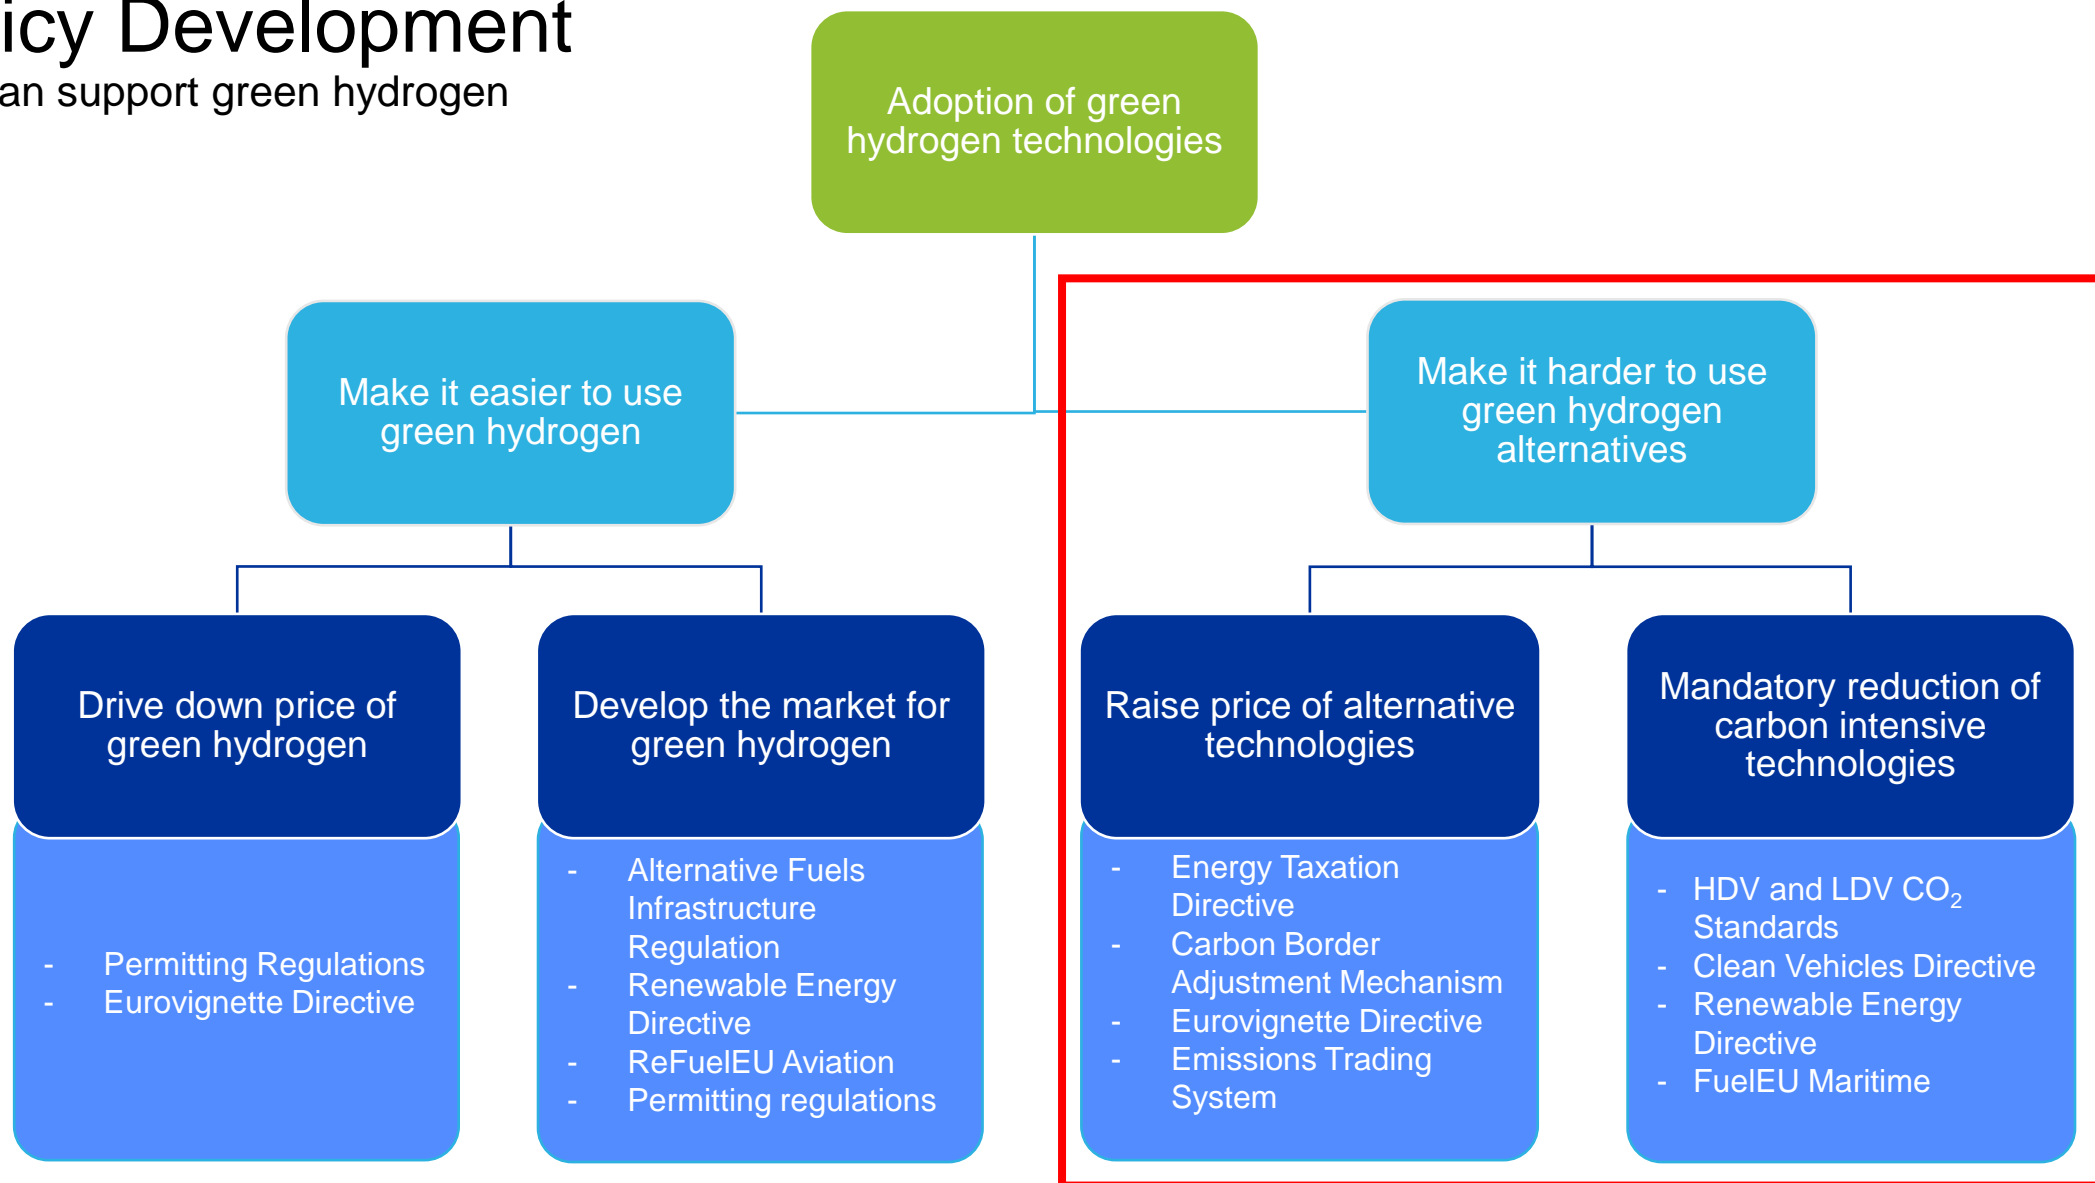 icy Development
an support green hydrogen
Adoption of green
hydrogen technologies
Make it easier to use
green hydrogen
Make it harder to use
green hydrogen
alternatives
Drive down price of
green hydrogen
- Permitting Regulations
- Eurovignette Directive
Develop the market for
green hydrogen
- Alternative Fuels
Infrastructure
Regulation
- Renewable Energy
Directive
- ReFuelEU Aviation
- Permitting regulations
Raise price of alternative
technologies
- Energy Taxation
Directive
- Carbon Border
Adjustment Mechanism
- Eurovignette Directive
- Emissions Trading
System
Mandatory reduction of
carbon intensive
technologies
- HDV and LDV CO₂
Standards
- Clean Vehicles Directive
- Renewable Energy
Directive
- FuelEU Maritime